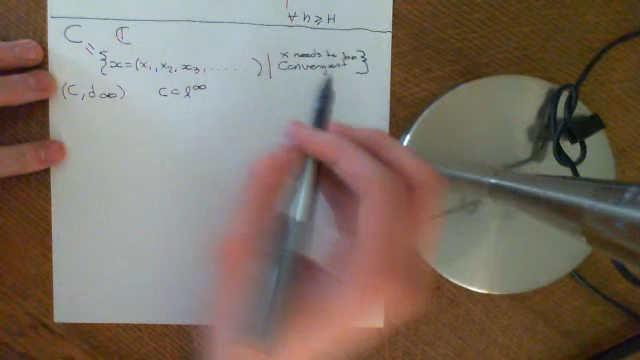 ∀ n ⩾ H
C ℂ
= { x = (x₁, x₂, x₃, ......) | x needs to be
Convergent }
(C, d∞) C ⊂ ℓ^∞